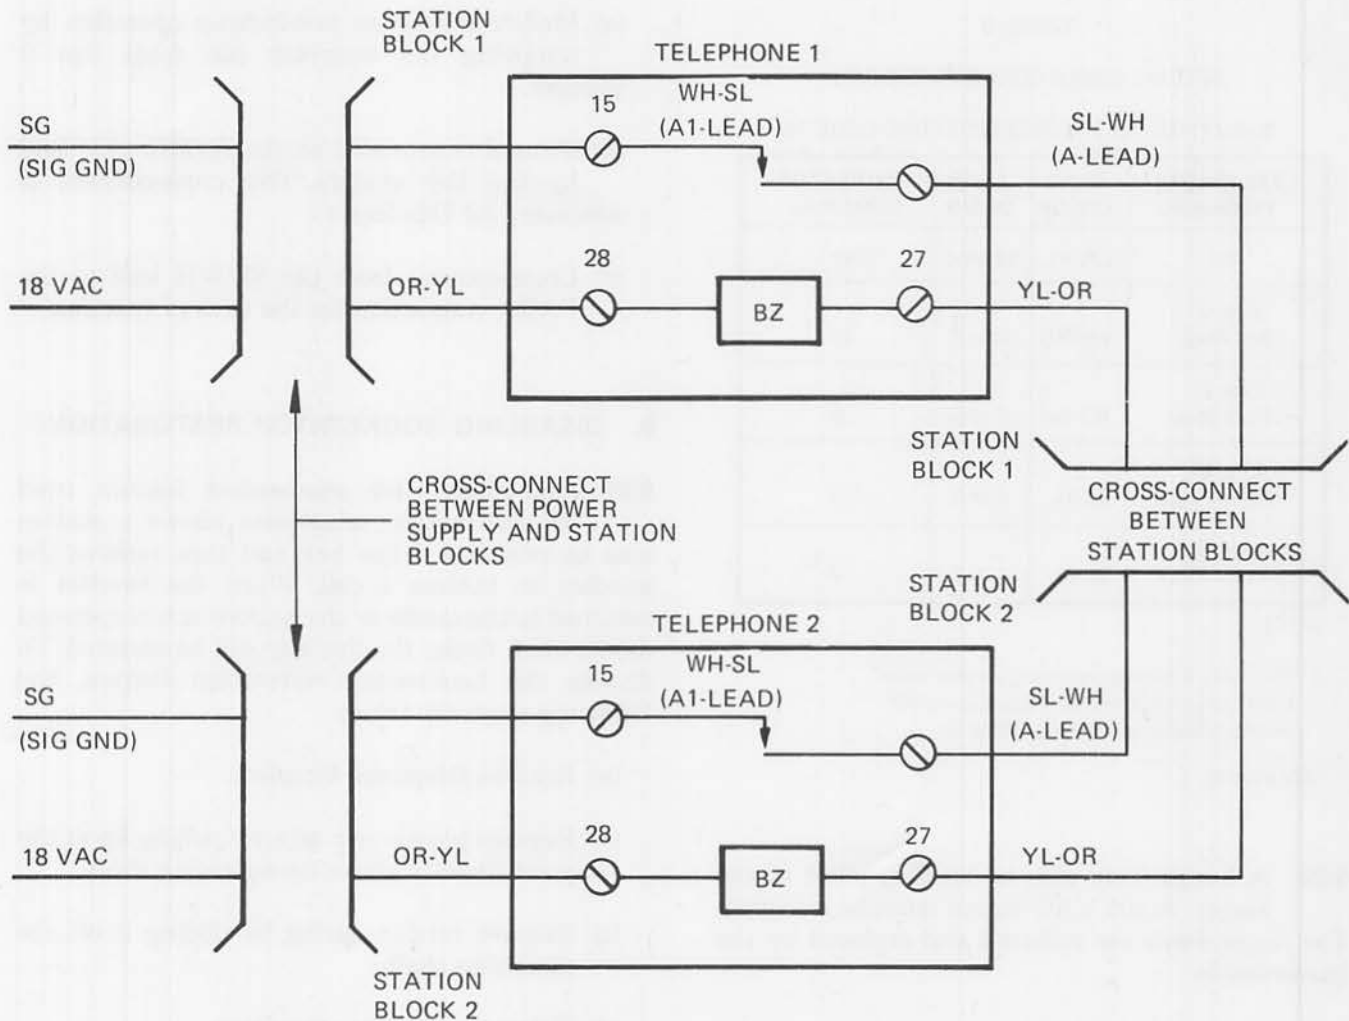 STATION
BLOCK 1
TELEPHONE 1
SG
(SIG GND)
15
WH-SL
(A1-LEAD)
SL-WH
(A-LEAD)
18 VAC
OR-YL
28
BZ
27
YL-OR
STATION
BLOCK 1
CROSS-CONNECT
BETWEEN POWER
SUPPLY AND STATION
BLOCKS
CROSS-CONNECT
BETWEEN
STATION BLOCKS
STATION
BLOCK 2
TELEPHONE 2
SG
(SIG GND)
15
WH-SL
(A1-LEAD)
SL-WH
(A-LEAD)
18 VAC
OR-YL
28
BZ
27
YL-OR
STATION
BLOCK 2